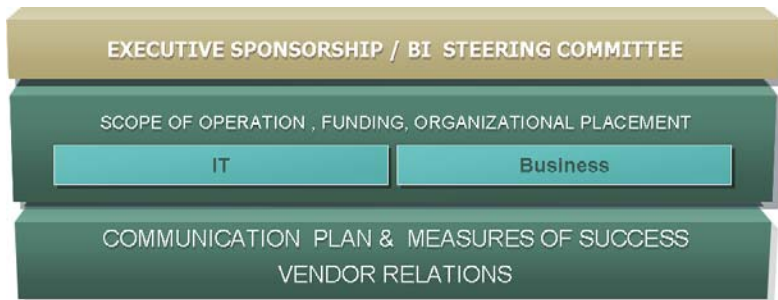 EXECUTIVE SPONSORSHIP / BI STEERING COMMITTEE
SCOPE OF OPERATION , FUNDING, ORGANIZATIONAL PLACEMENT
IT
Business
COMMUNICATION PLAN & MEASURES OF SUCCESS
VENDOR RELATIONS